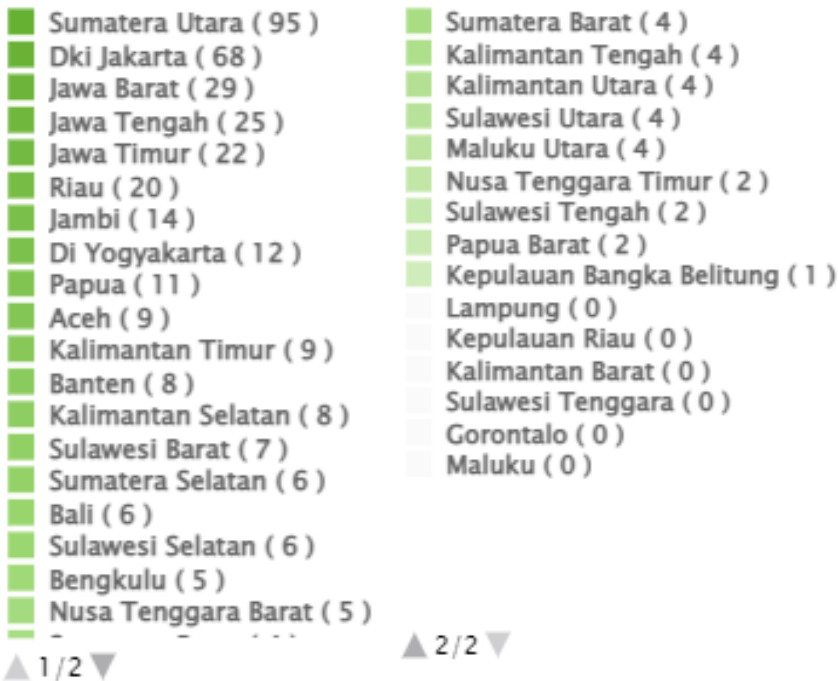 Sumatera Utara ( 95 )
Dki Jakarta ( 68 )
Jawa Barat ( 29 )
Jawa Tengah ( 25 )
Jawa Timur ( 22 )
Riau ( 20 )
Jambi ( 14 )
Di Yogyakarta ( 12 )
Papua ( 11 )
Aceh ( 9 )
Kalimantan Timur ( 9 )
Banten ( 8 )
Kalimantan Selatan ( 8 )
Sulawesi Barat ( 7 )
Sumatera Selatan ( 6 )
Bali ( 6 )
Sulawesi Selatan ( 6 )
Bengkulu ( 5 )
Nusa Tenggara Barat ( 5 )
1/2
Sumatera Barat ( 4 )
Kalimantan Tengah ( 4 )
Kalimantan Utara ( 4 )
Sulawesi Utara ( 4 )
Maluku Utara ( 4 )
Nusa Tenggara Timur ( 2 )
Sulawesi Tengah ( 2 )
Papua Barat ( 2 )
Kepulauan Bangka Belitung ( 1 )
Lampung ( 0 )
Kepulauan Riau ( 0 )
Kalimantan Barat ( 0 )
Sulawesi Tenggara ( 0 )
Gorontalo ( 0 )
Maluku ( 0 )
2/2